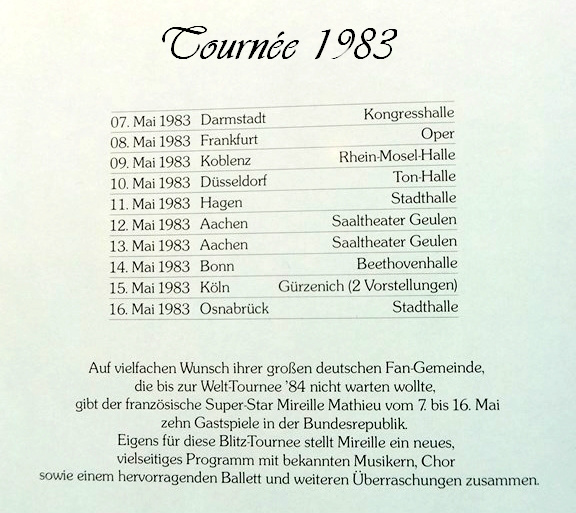 Tournée 1983
07. Mai 1983 Darmstadt Kongresshalle
08. Mai 1983 Frankfurt Oper
09. Mai 1983 Koblenz Rhein-Mosel-Halle
10. Mai 1983 Düsseldorf Ton-Halle
11. Mai 1983 Hagen Stadthalle
12. Mai 1983 Aachen Saaltheater Geulen
13. Mai 1983 Aachen Saaltheater Geulen
14. Mai 1983 Bonn Beethovenhalle
15. Mai 1983 Köln Gürzenich (2 Vorstellungen)
16. Mai 1983 Osnabrück Stadthalle
Auf vielfachen Wunsch ihrer großen deutschen Fan-Gemeinde,
die bis zur Welt-Tournee '84 nicht warten wollte,
gibt der französische Super-Star Mireille Mathieu vom 7. bis 16. Mai
zehn Gastspiele in der Bundesrepublik.
Eigens für diese Blitz-Tournee stellt Mireille ein neues,
vielseitiges Programm mit bekannten Musikern, Chor
sowie einem hervorragenden Ballett und weiteren Überraschungen zusammen.